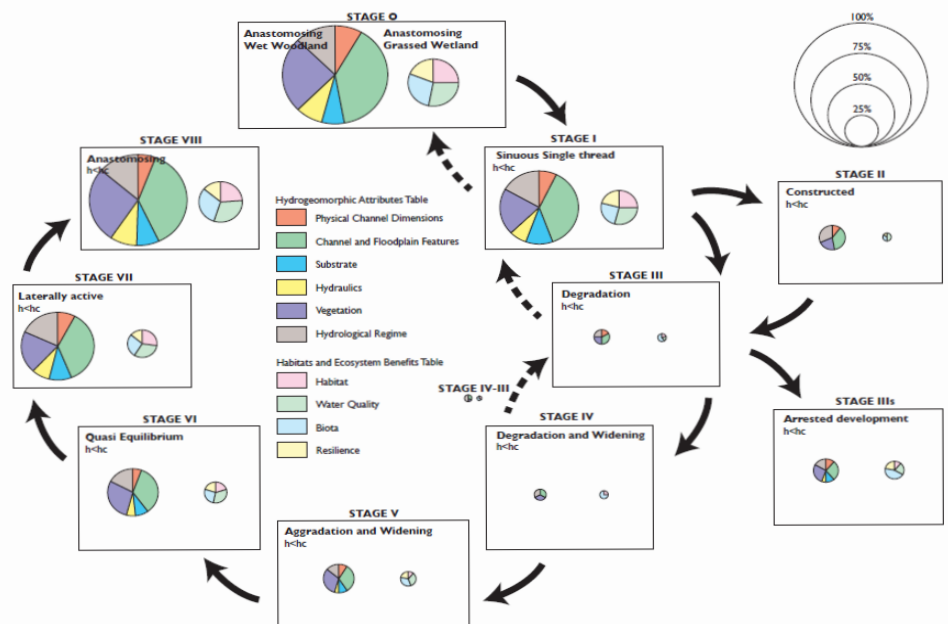 STAGE O
Anastomosing
Wet Woodland
Anastomosing
Grassed Wetland
100%
75%
50%
25%
STAGE VIII
Anastomosing
h<hc
STAGE I
Sinuous Single thread
h<hc
STAGE II
Constructed
h<hc
Hydrogeomorphic Attributes Table
Physical Channel Dimensions
Channel and Floodplain Features
Substrate
Hydraulics
Vegetation
Hydrological Regime
Habitats and Ecosystem Benefits Table
Habitat
Water Quality
Biota
Resilience
STAGE VII
Laterally active
h<hc
STAGE III
Degradation
h<hc
STAGE IV-III
STAGE VI
Quasi Equilibrium
h<hc
STAGE IV
Degradation and Widening
h<hc
STAGE IIIs
Arrested development
h<hc
STAGE V
Aggradation and Widening
h<hc